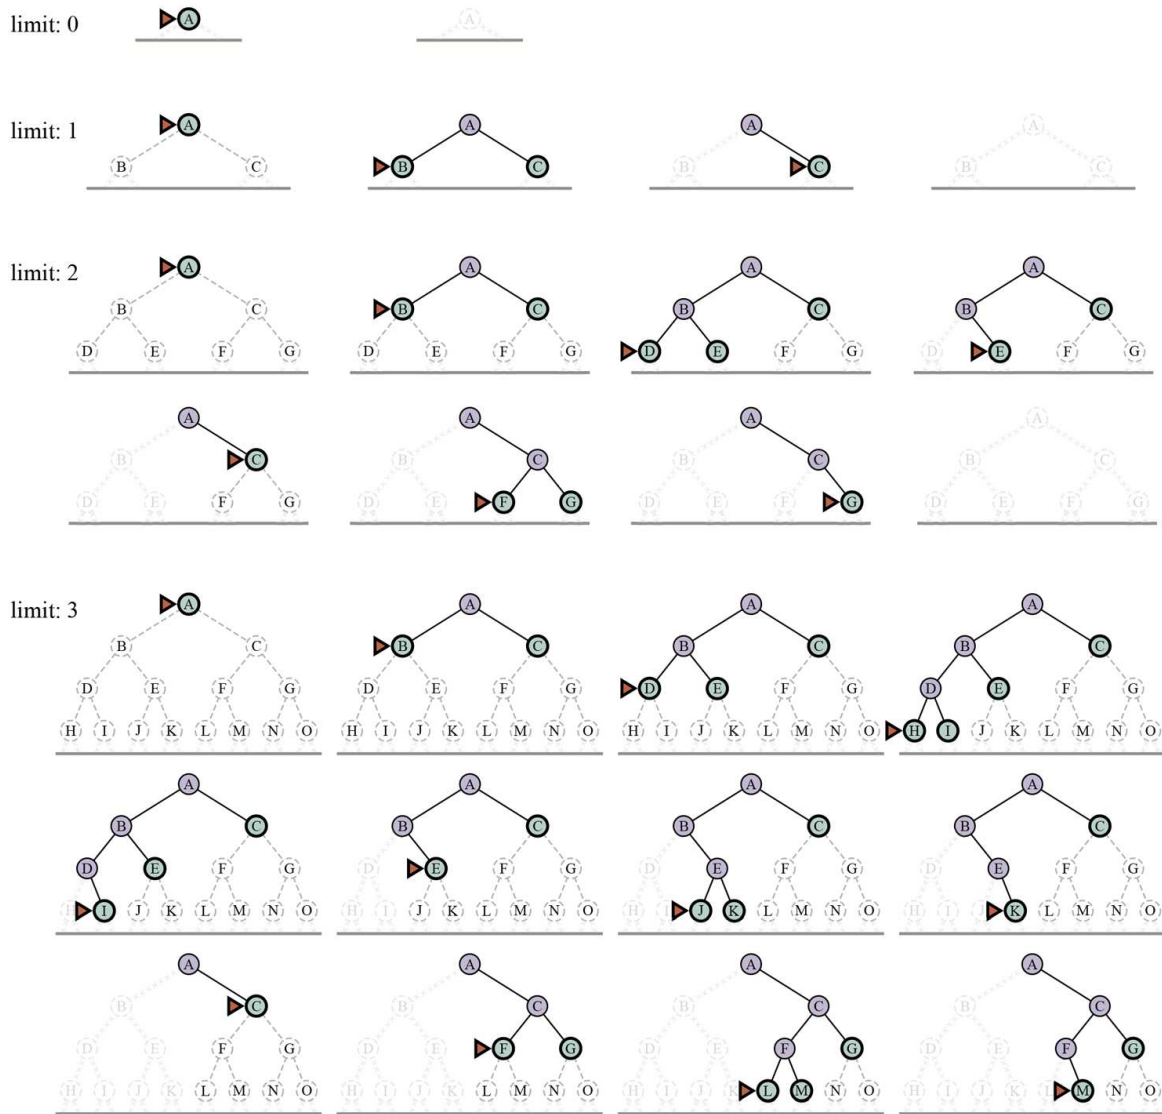 limit: 0 A A
limit: 1 A A A A
B C B C B C B C
limit: 2 A A A A
B C B C B C B C
D E F G D E F G D E F G D E F G
A A A A
B C B C B C B C
D E F G D E F G D E F G D E F G
limit: 3 A A A A
B C B C B C B C
D E F G D E F G D E F G D E F G
H I J K L M N O H I J K L M N O H I J K L M N O H I J K L M N O
A A A A
B C B C B C B C
D E F G D E F G D E F G D E F G
H I J K L M N O H I J K L M N O H I J K L M N O H I J K L M N O
A A A A
B C B C B C B C
D E F G D E F G D E F G D E F G
H I J K L M N O H I J K L M N O H I J K L M N O H I J K M N O